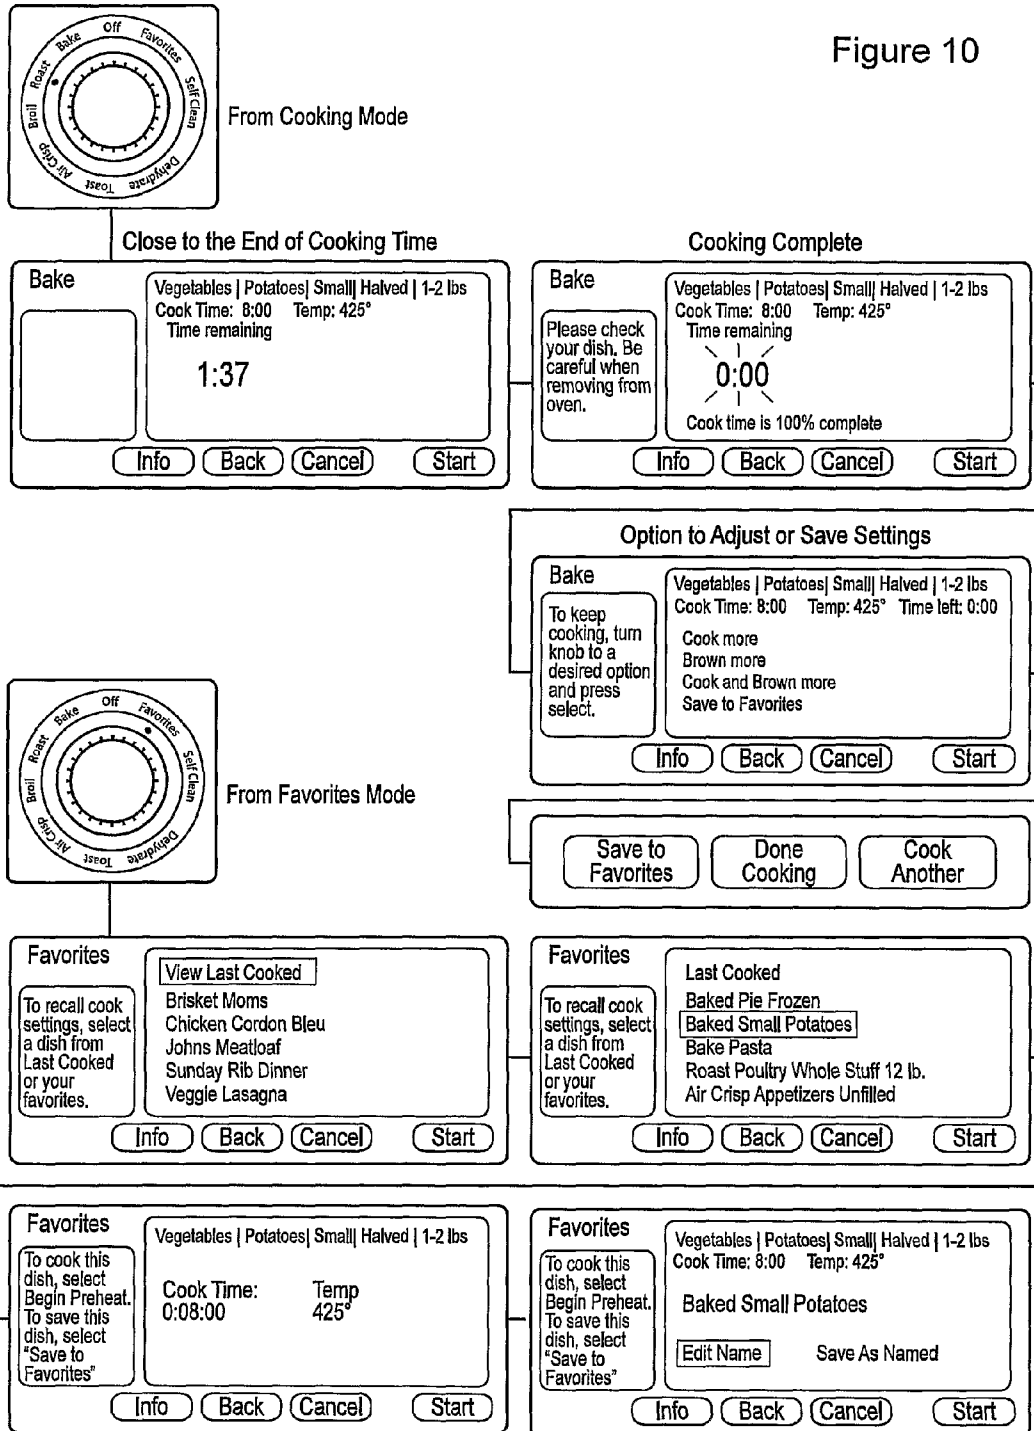 Figure 10
Off
Favorites
Self Clean
Dehydrate
Toast
Air Crisp
Broil
Roast
Bake
From Cooking Mode
Close to the End of Cooking Time
Bake
Vegetables | Potatoes| Small| Halved | 1-2 lbs
Cook Time: 8:00 Temp: 425°
Time remaining
1:37
Info Back Cancel Start
Cooking Complete
Bake
Please check
your dish. Be
careful when
removing from
oven.
Vegetables | Potatoes| Small| Halved | 1-2 lbs
Cook Time: 8:00 Temp: 425°
Time remaining
0:00
Cook time is 100% complete
Info Back Cancel Start
Option to Adjust or Save Settings
Bake
To keep
cooking, turn
knob to a
desired option
and press
select.
Vegetables | Potatoes| Small| Halved | 1-2 lbs
Cook Time: 8:00 Temp: 425° Time left: 0:00
Cook more
Brown more
Cook and Brown more
Save to Favorites
Info Back Cancel Start
Off
Favorites
Self Clean
Dehydrate
Toast
Air Crisp
Broil
Roast
Bake
From Favorites Mode
Save to
Favorites
Done
Cooking
Cook
Another
Favorites
To recall cook
settings, select
a dish from
Last Cooked
or your
favorites.
View Last Cooked
Brisket Moms
Chicken Cordon Bleu
Johns Meatloaf
Sunday Rib Dinner
Veggie Lasagna
Info Back Cancel Start
Favorites
To recall cook
settings, select
a dish from
Last Cooked
or your
favorites.
Last Cooked
Baked Pie Frozen
Baked Small Potatoes
Bake Pasta
Roast Poultry Whole Stuff 12 lb.
Air Crisp Appetizers Unfilled
Info Back Cancel Start
Favorites
To cook this
dish, select
Begin Preheat.
To save this
dish, select
"Save to
Favorites"
Vegetables | Potatoes| Small| Halved | 1-2 lbs
Cook Time: Temp
0:08:00 425°
Info Back Cancel Start
Favorites
To cook this
dish, select
Begin Preheat.
To save this
dish, select
"Save to
Favorites"
Vegetables | Potatoes| Small| Halved | 1-2 lbs
Cook Time: 8:00 Temp: 425°
Baked Small Potatoes
Edit Name Save As Named
Info Back Cancel Start